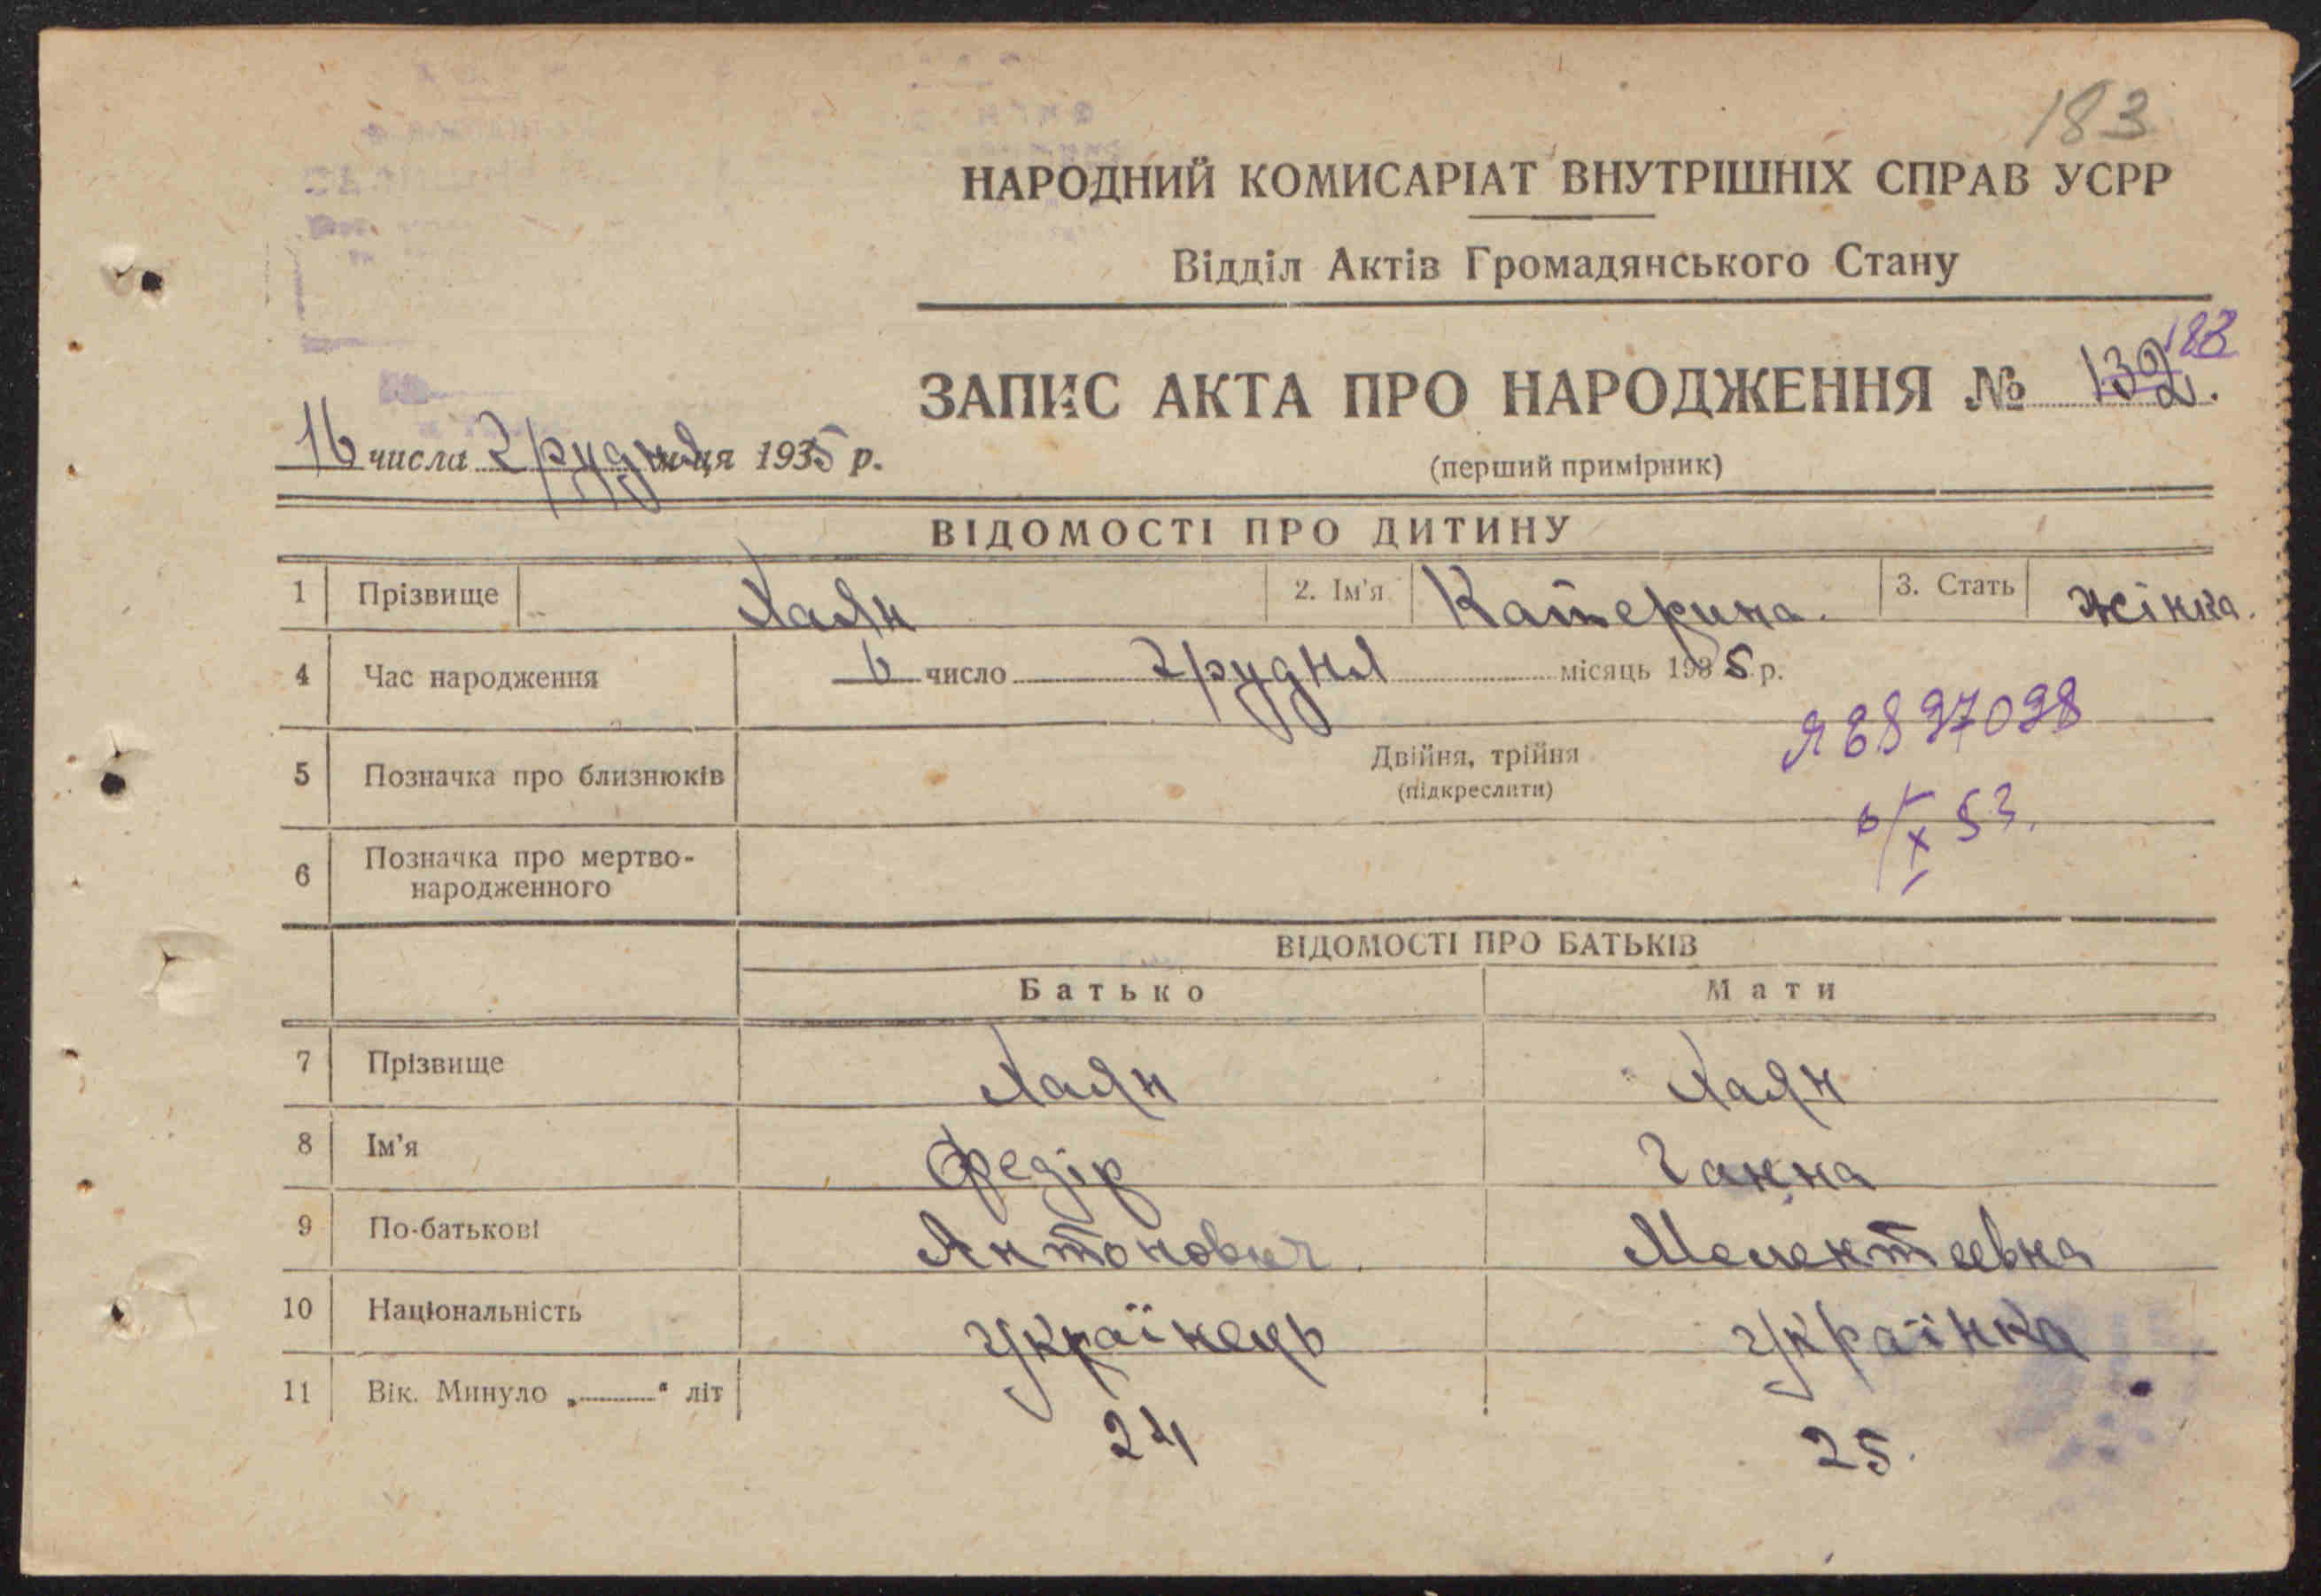 183
НАРОДНИЙ КОМИСАРІАТ ВНУТРІШНІХ СПРАВ УСРР
Відділ Актів Громадянського Стану
ЗАПИС АКТА ПРО НАРОДЖЕННЯ № 132. 183
16 числа грудня м-ця 1935 р.
(перший примірник)
ВІДОМОСТІ ПРО ДИТИНУ
1 Прізвище Хаян 2. Ім'я Катерина. 3. Стать жінка.
4 Час народження 6 число грудня місяць 1935 р.
5 Позначка про близнюків Двійня, трійня
(підкреслити)
6 Позначка про мертво-
народженного
ВІДОМОСТІ ПРО БАТЬКІВ
Батько Мати
7 Прізвище Хаян Хаян
8 Ім'я Федір Ганна
9 По-батькові Антонович. Мелентеевна
10 Національність українець українка
11 Вік. Минуло „ “ літ 24 25.